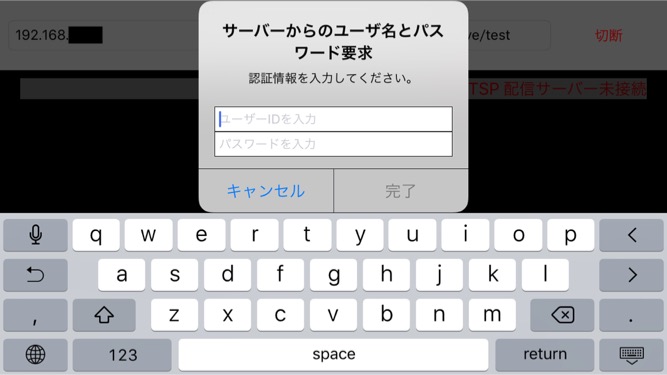 192.168.
サーバーからのユーザ名とパス
ワード要求
ve/test
切断
認証情報を入力してください。
TSP 配信サーバー未接続
ユーザーIDを入力
パスワードを入力
キャンセル
完了
q w e r t y u i o p
a s d f g h j k l
, z x c v b n m .
123 space return